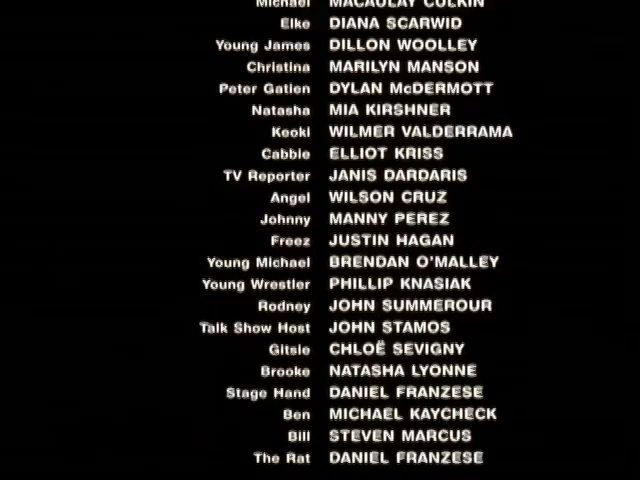 Michael MACAULAY CULKIN
Elke DIANA SCARWID
Young James DILLON WOOLLEY
Christina MARILYN MANSON
Peter Gatien DYLAN McDERMOTT
Natasha MIA KIRSHNER
Keoki WILMER VALDERRAMA
Cabbie ELLIOT KRISS
TV Reporter JANIS DARDARIS
Angel WILSON CRUZ
Johnny MANNY PEREZ
Freez JUSTIN HAGAN
Young Michael BRENDAN O'MALLEY
Young Wrestler PHILLIP KNASIAK
Rodney JOHN SUMMEROUR
Talk Show Host JOHN STAMOS
Gitsie CHLOË SEVIGNY
Brooke NATASHA LYONNE
Stage Hand DANIEL FRANZESE
Ben MICHAEL KAYCHECK
Bill STEVEN MARCUS
The Rat DANIEL FRANZESE